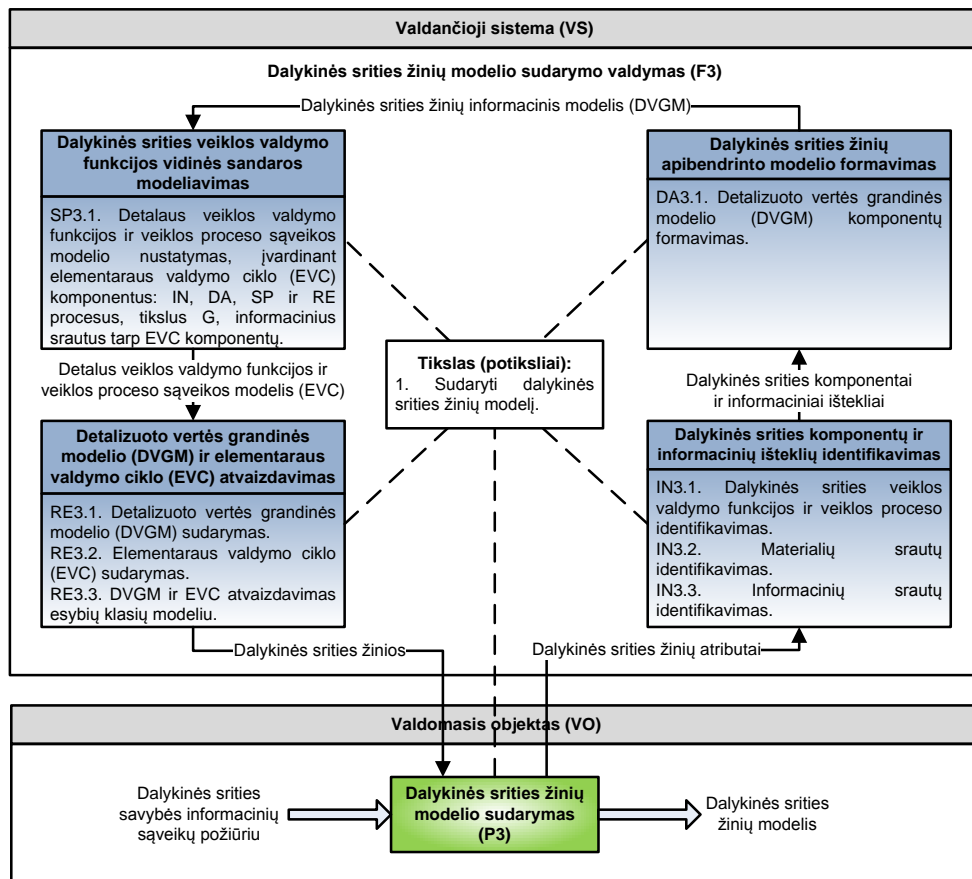 Valdančioji sistema (VS)
Dalykinės srities žinių modelio sudarymo valdymas (F3)
Dalykinės srities žinių informacinis modelis (DVGM)
Dalykinės srities veiklos valdymo
funkcijos vidinės sandaros
modeliavimas
SP3.1. Detalaus veiklos valdymo
funkcijos ir veiklos proceso sąveikos
modelio nustatymas, įvardinant
elementaraus valdymo ciklo (EVC)
komponentus: IN, DA, SP ir RE
procesus, tikslus G, informacinius
srautus tarp EVC komponentų.
Dalykinės srities žinių
apibendrinto modelio formavimas
DA3.1. Detalizuoto vertės grandinės
modelio (DVGM) komponentų
formavimas.
Tikslas (potiksliai):
1. Sudaryti dalykinės
srities žinių modelį.
Detalus veiklos valdymo funkcijos ir
veiklos proceso sąveikos modelis (EVC)
Dalykinės srities komponentai
ir informaciniai ištekliai
Detalizuoto vertės grandinės
modelio (DVGM) ir elementaraus
valdymo ciklo (EVC) atvaizdavimas
RE3.1. Detalizuoto vertės grandinės
modelio (DVGM) sudarymas.
RE3.2. Elementaraus valdymo ciklo
(EVC) sudarymas.
RE3.3. DVGM ir EVC atvaizdavimas
esybių klasių modeliu.
Dalykinės srities komponentų ir
informacinių išteklių identifikavimas
IN3.1. Dalykinės srities veiklos
valdymo funkcijos ir veiklos proceso
identifikavimas.
IN3.2. Materialių srautų
identifikavimas.
IN3.3. Informacinių srautų
identifikavimas.
Dalykinės srities žinios
Dalykinės srities žinių atributai
Valdomasis objektas (VO)
Dalykinės srities
savybės informacinių
sąveikų požiūriu
Dalykinės srities žinių
modelio sudarymas
(P3)
Dalykinės srities
žinių modelis